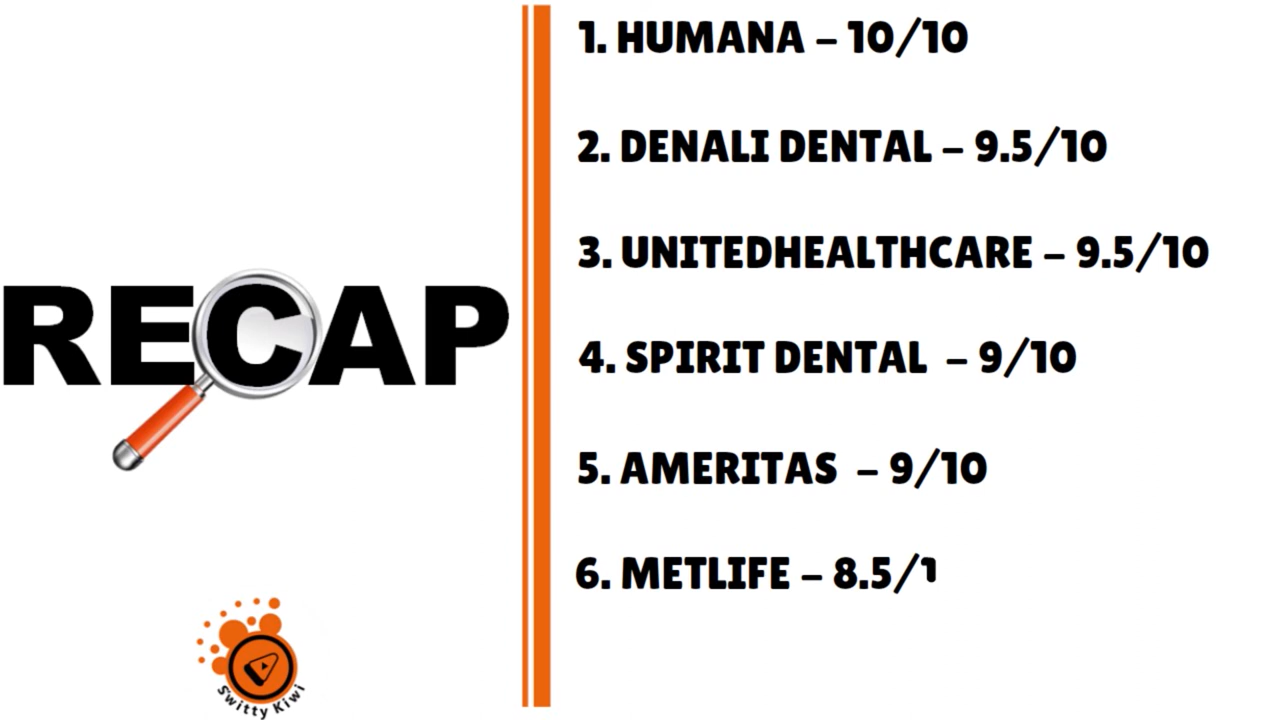 RECAP
1. HUMANA – 10/10
2. DENALI DENTAL – 9.5/10
3. UNITEDHEALTHCARE – 9.5/10
4. SPIRIT DENTAL – 9/10
5. AMERITAS – 9/10
6. METLIFE – 8.5/1
Switty Kiwi